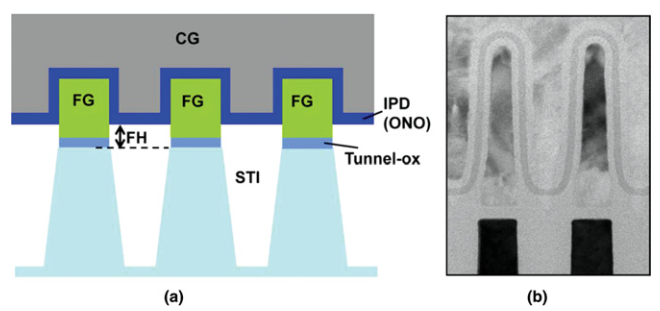 CG
FG FG FG
IPD
(ONO)
FH
Tunnel-ox
STI
(a) (b)